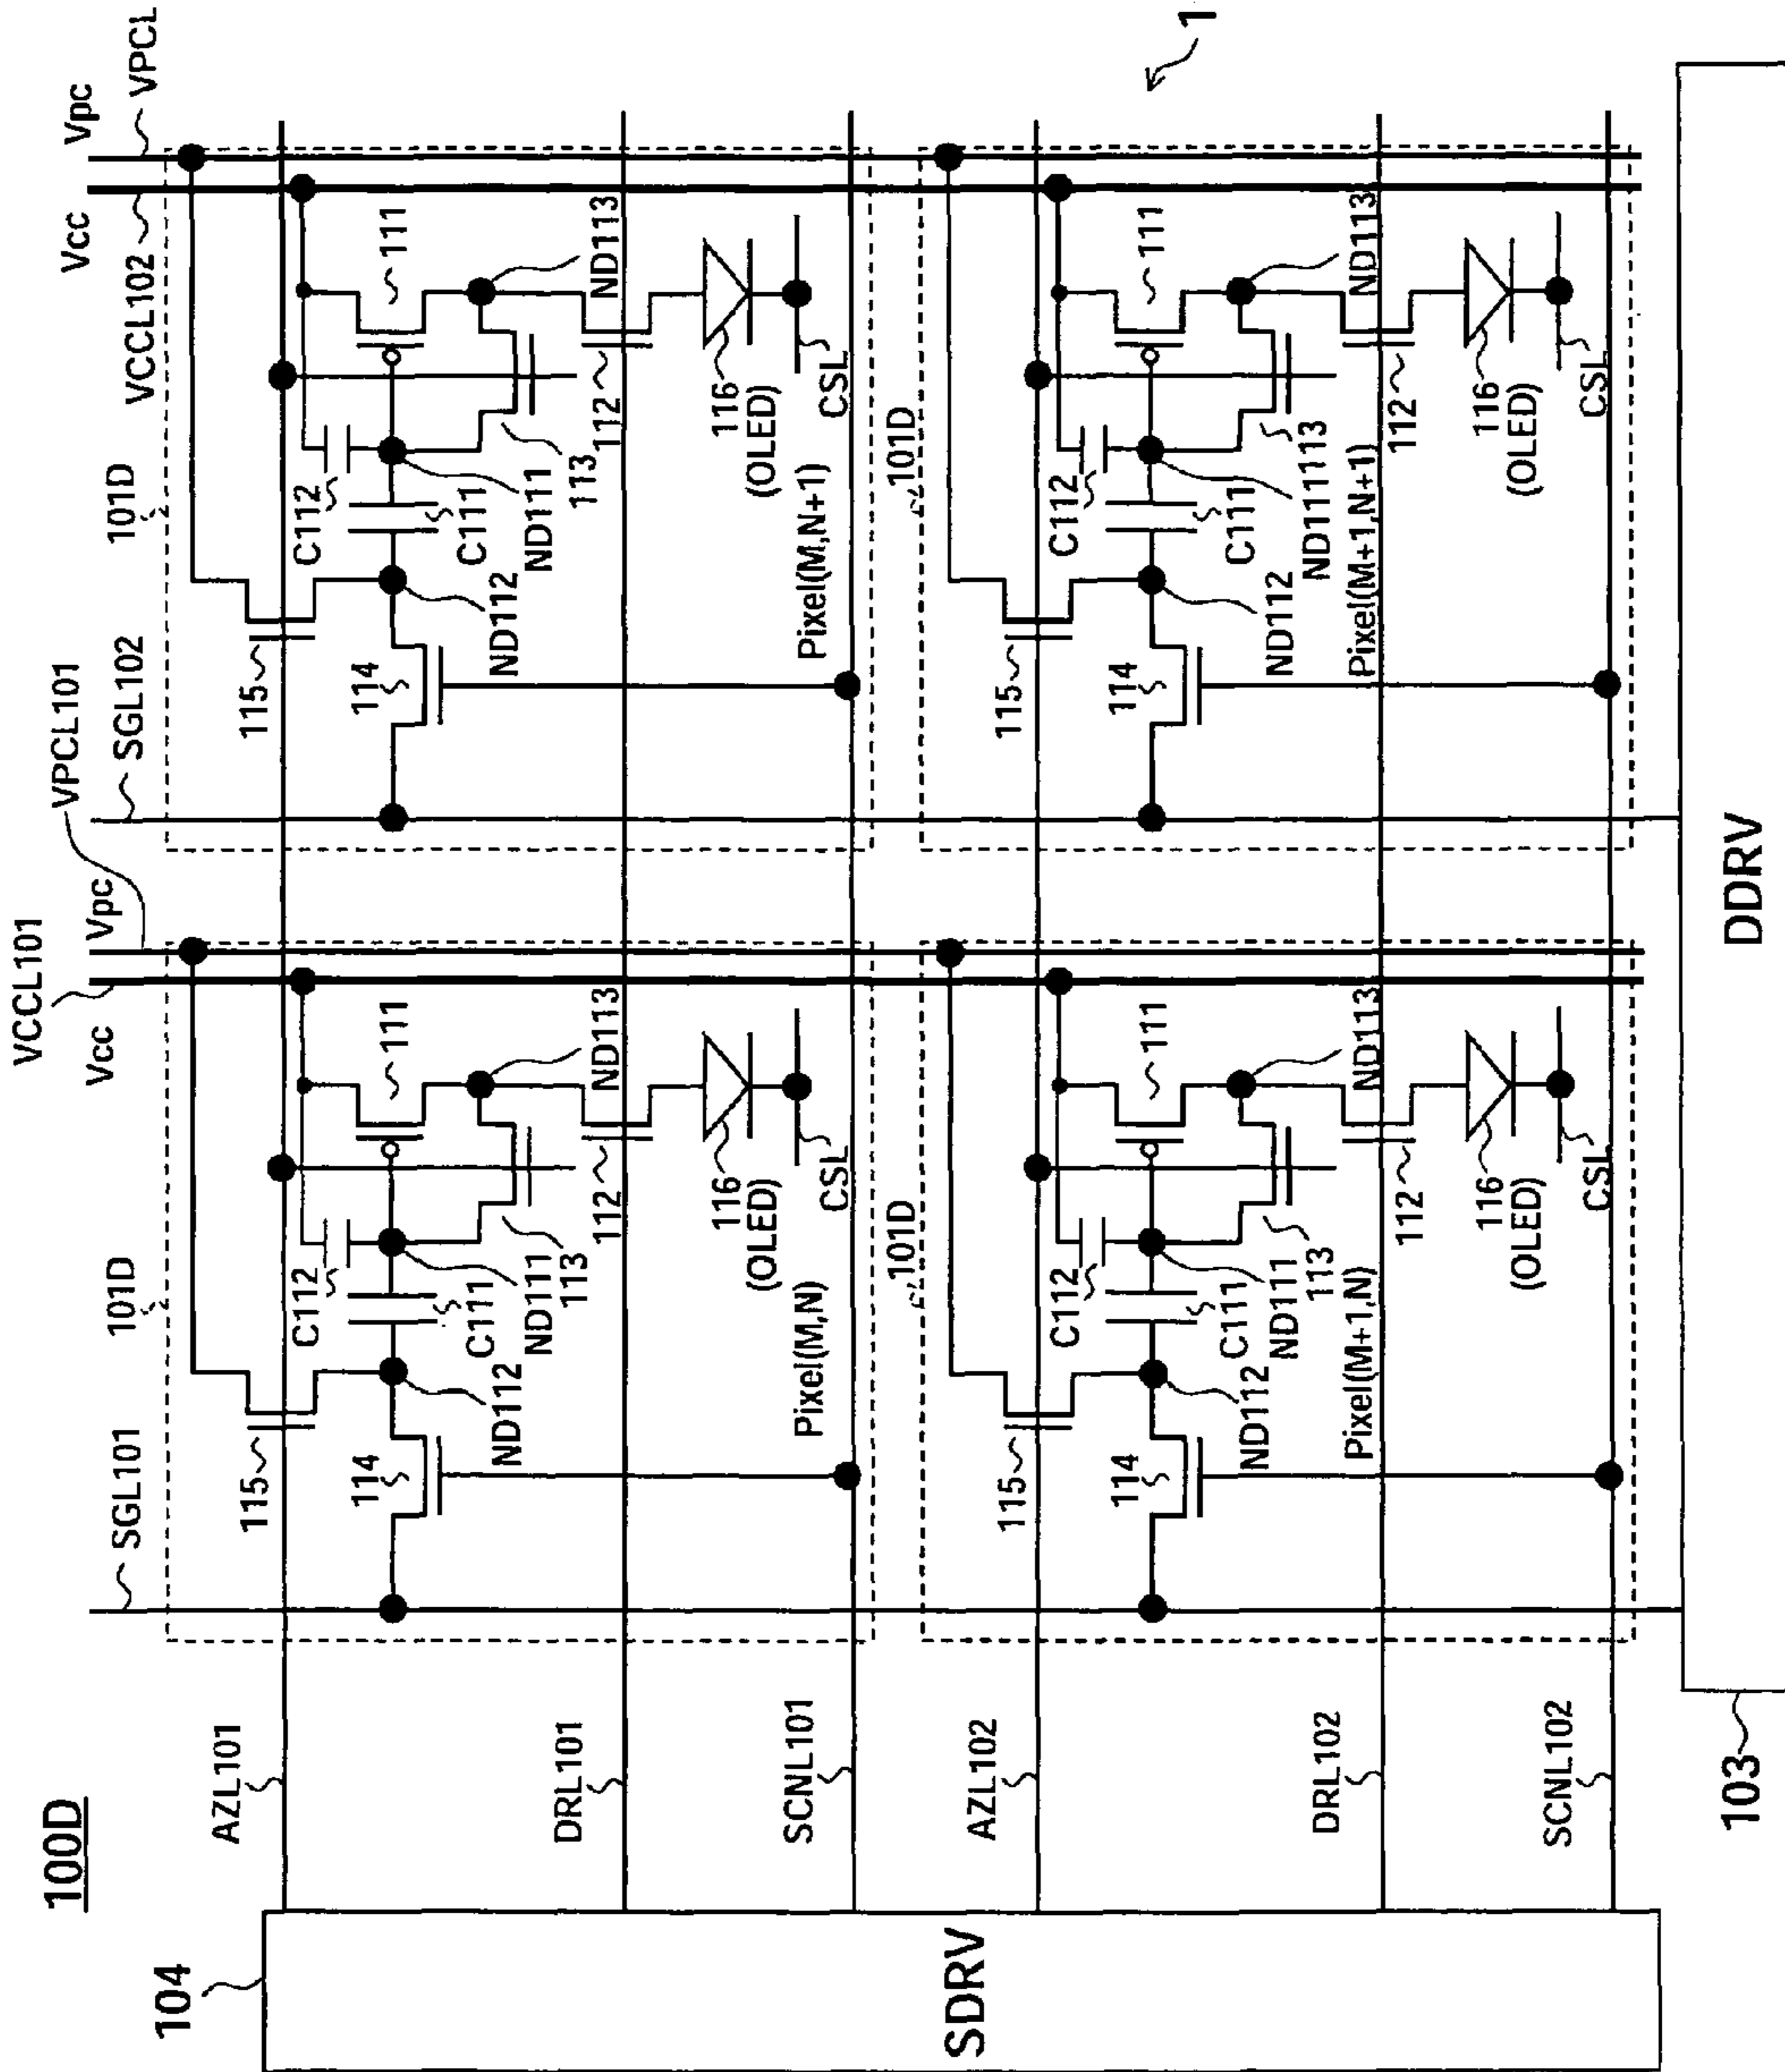 100D
VCCL101
VPCL101
Vcc
Vpc
Vcc
Vpc
VCCL102
VPCL
104
SGL101
101D
SGL102
101D
AZL101
115
C112
111
115
C112
111
114
C111
ND113
114
C111
ND113
ND112
ND111
113
112
ND112
ND111
113
112
DRL101
116
(OLED)
116
(OLED)
SCNL101
Pixel(M,N)
CSL
Pixel(M,N+1)
CSL
101D
101D
SDRV
AZL102
115
C112
111
115
C112
111
114
C111
ND113
114
C111
ND113
ND112
ND111
113
ND112
ND111113
DRL102
Pixel(M+1,N)
112
Pixel(M+1,N+1)
112
116
(OLED)
116
(OLED)
SCNL102
CSL
CSL
1
103
DDRV